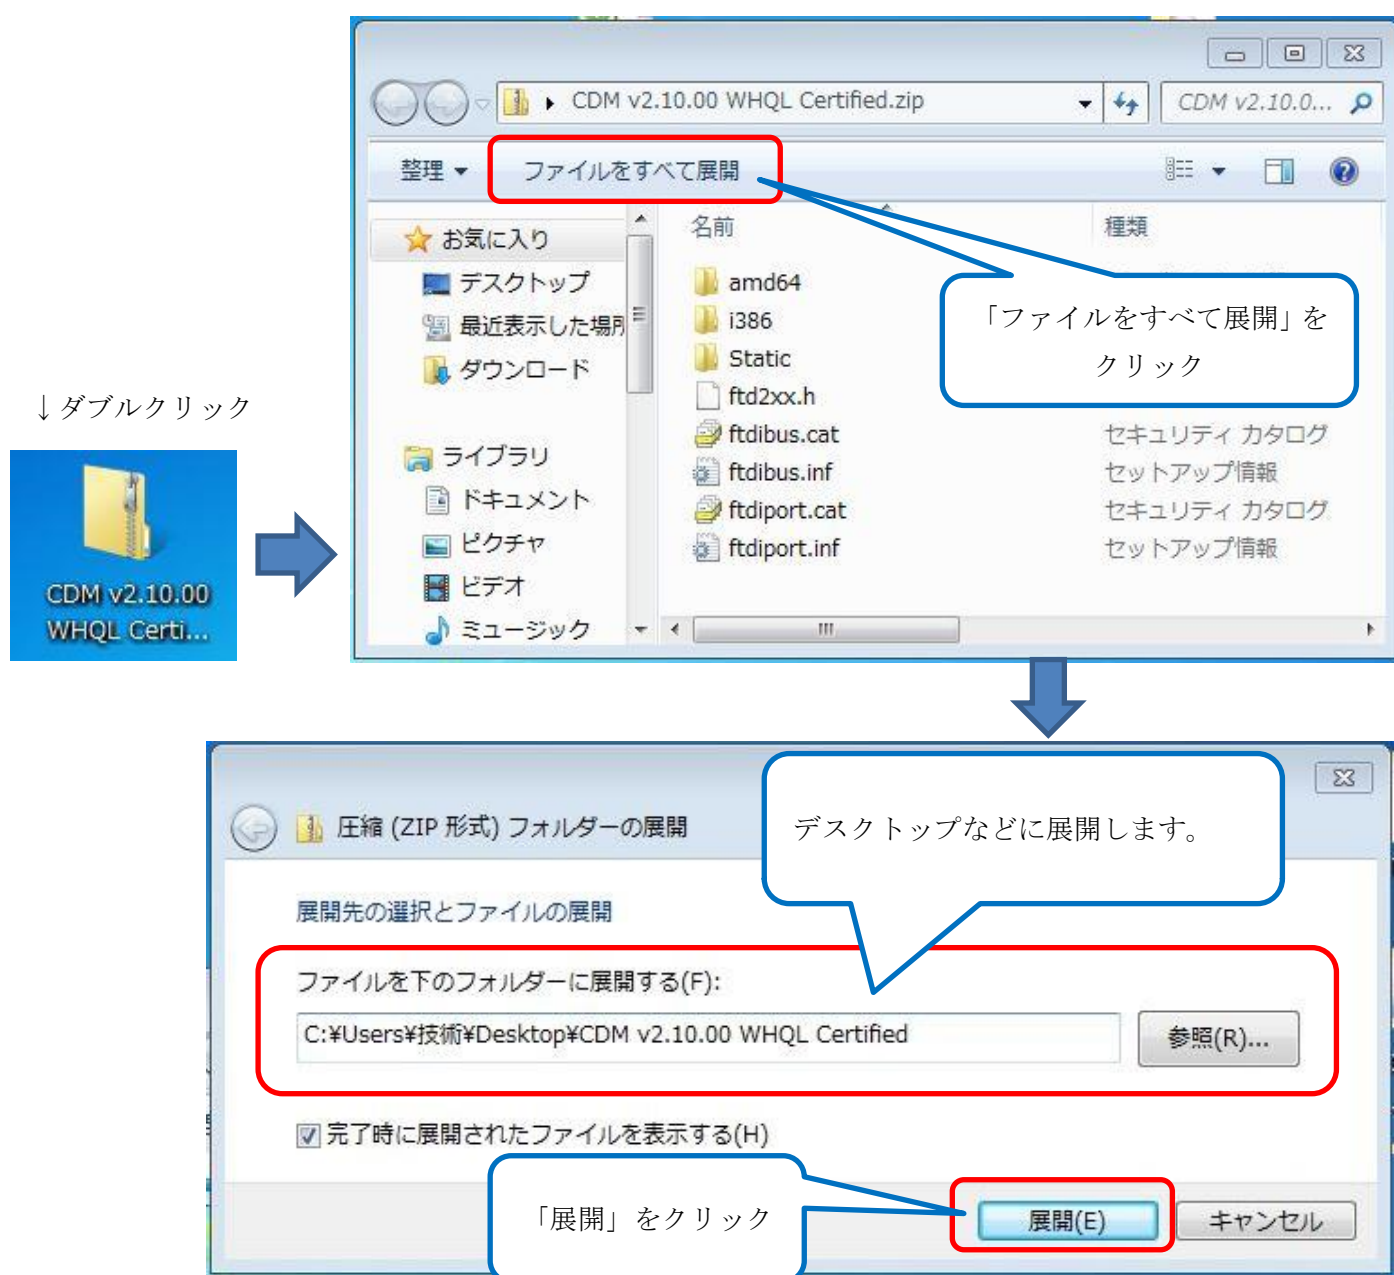 CDM v2.10.00 WHQL Certified.zip
CDM v2.10.0...
整理
ファイルをすべて展開
お気に入り
デスクトップ
最近表示した場所
ダウンロード
ライブラリ
ドキュメント
ピクチャ
ビデオ
ミュージック
名前
種類
amd64
i386
Static
ftd2xx.h
ftdibus.cat
セキュリティ カタログ
ftdibus.inf
セットアップ情報
ftdiport.cat
セキュリティ カタログ
ftdiport.inf
セットアップ情報
「ファイルをすべて展開」を
クリック
↓ダブルクリック
CDM v2.10.00
WHQL Certi...
圧縮 (ZIP 形式) フォルダーの展開
デスクトップなどに展開します。
展開先の選択とファイルの展開
ファイルを下のフォルダーに展開する(F):
C:¥Users¥技術¥Desktop¥CDM v2.10.00 WHQL Certified
参照(R)...
完了時に展開されたファイルを表示する(H)
「展開」をクリック
展開(E)
キャンセル